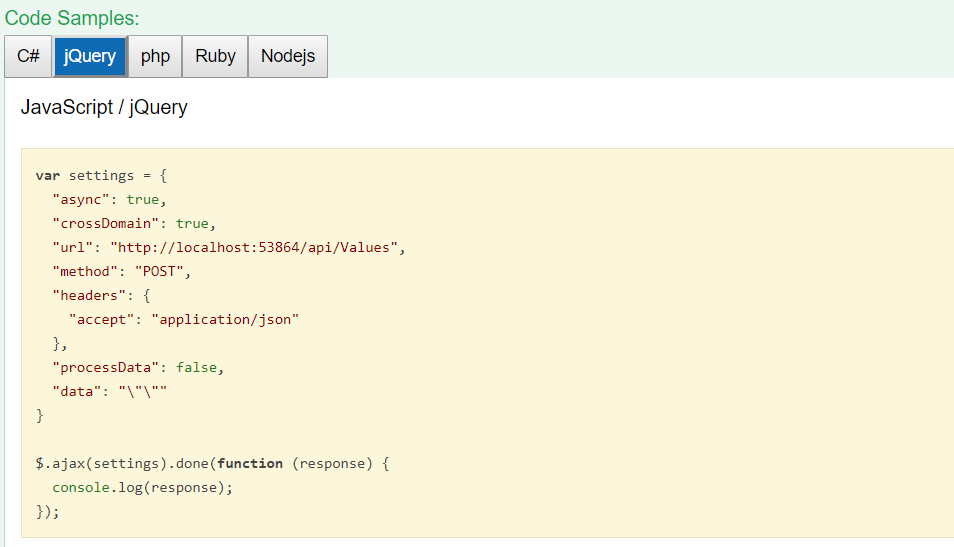 Code Samples:
C# jQuery php Ruby Nodejs
JavaScript / jQuery
var settings = {
  "async": true,
  "crossDomain": true,
  "url": "http://localhost:53864/api/Values",
  "method": "POST",
  "headers": {
    "accept": "application/json"
  },
  "processData": false,
  "data": "\"\""
}
$.ajax(settings).done(function (response) {
  console.log(response);
});